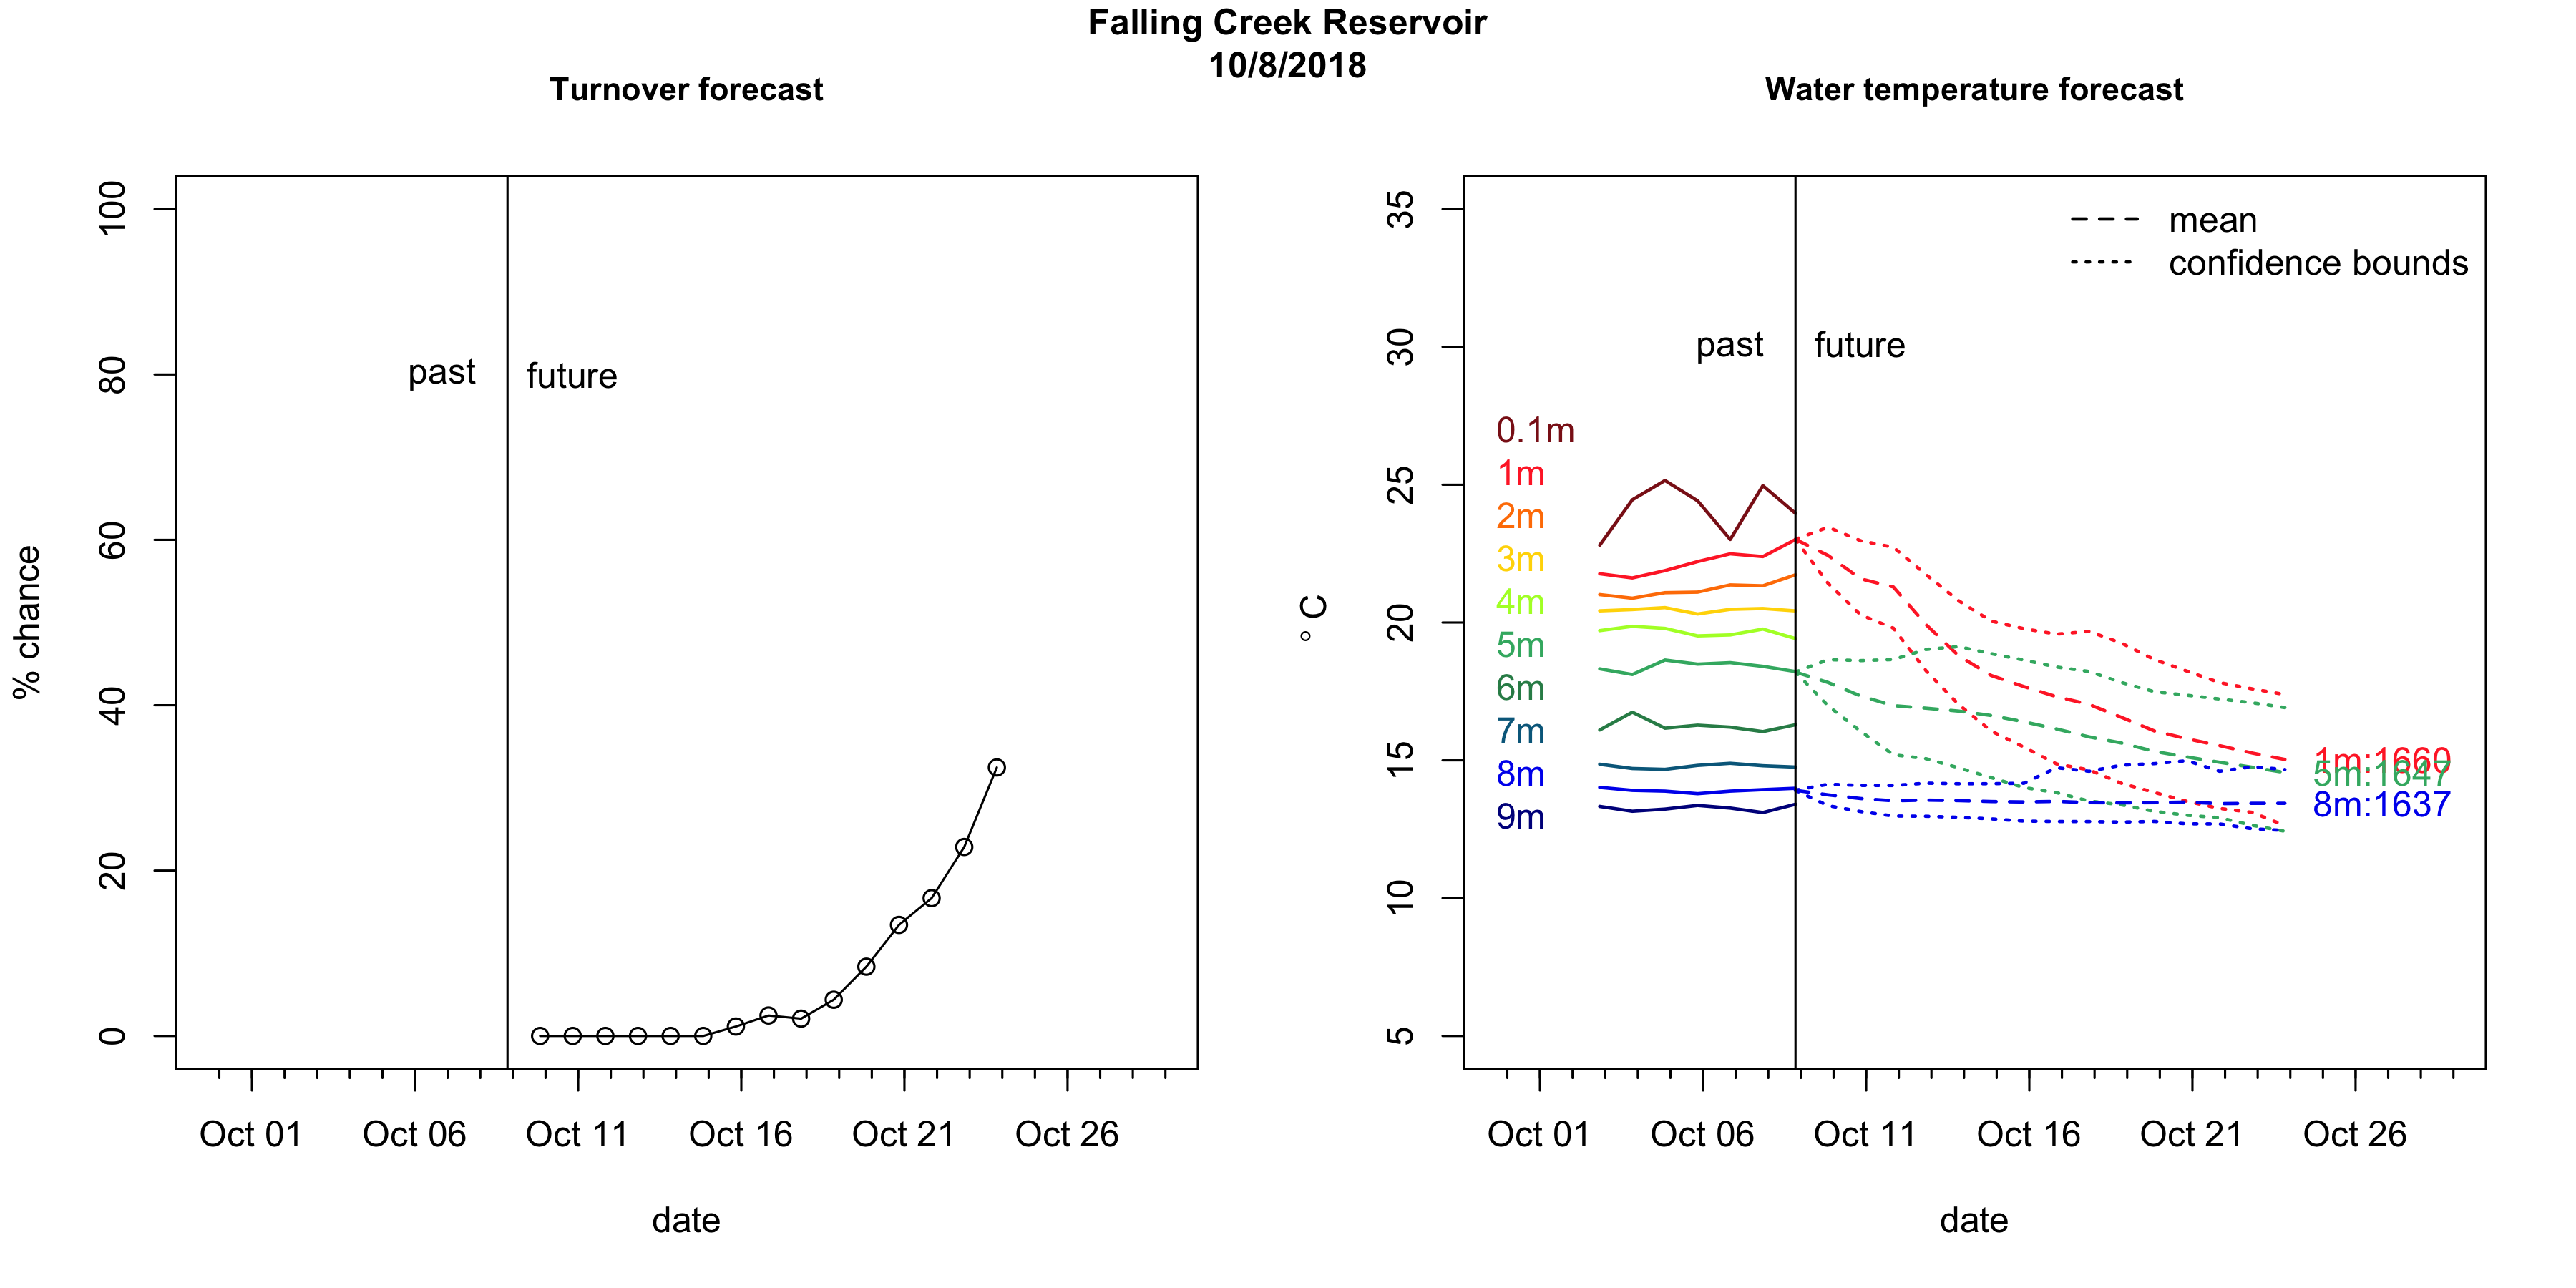 Falling Creek Reservoir
10/8/2018
Turnover forecast
% chance
100
80
60
40
20
0
past
future
Oct 01
Oct 06
Oct 11
Oct 16
Oct 21
Oct 26
date
Water temperature forecast
° C
35
30
25
20
15
10
5
mean
confidence bounds
past
future
0.1m
1m
2m
3m
4m
5m
6m
7m
8m
9m
1m:1660
5m:1647
8m:1637
Oct 01
Oct 06
Oct 11
Oct 16
Oct 21
Oct 26
date